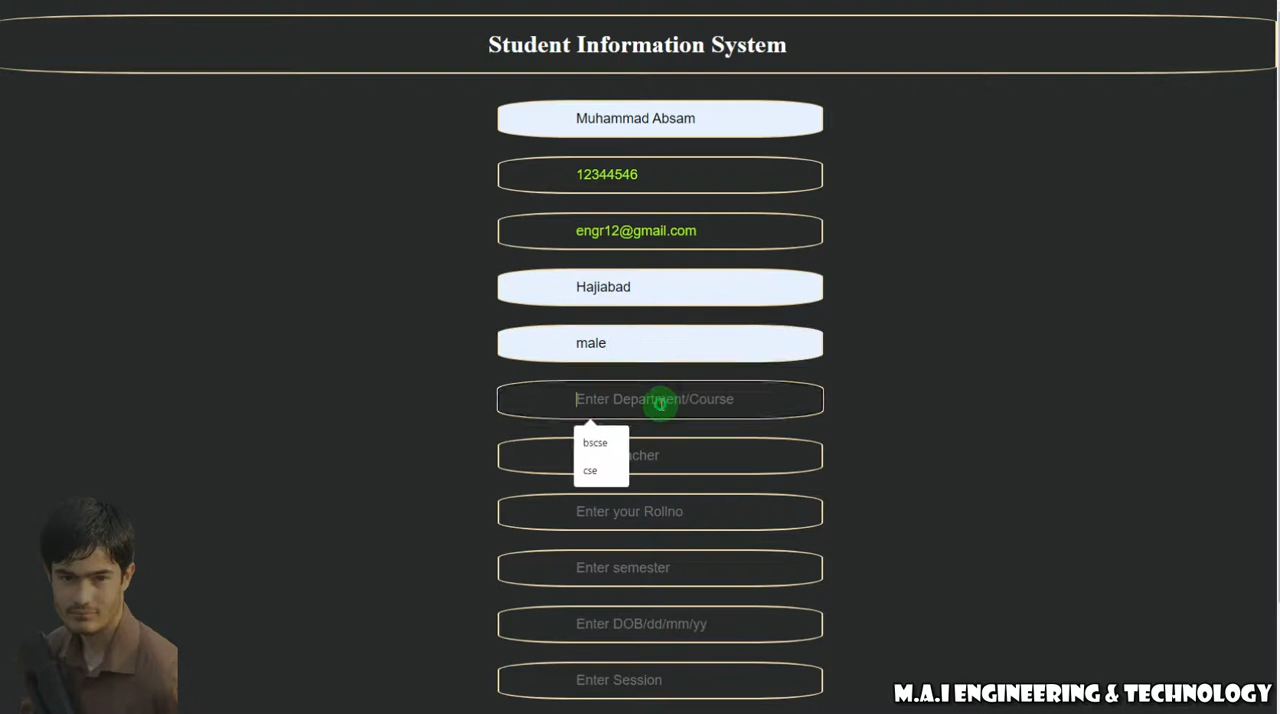 Student Information System
Muhammad Absam
12344546
engr12@gmail.com
Hajiabad
male
Enter Department/Course
bscse
cse
Enter your Rollno
Enter semester
Enter DOB/dd/mm/yy
Enter Session
M.A.I ENGINEERING & TECHNOLOGY